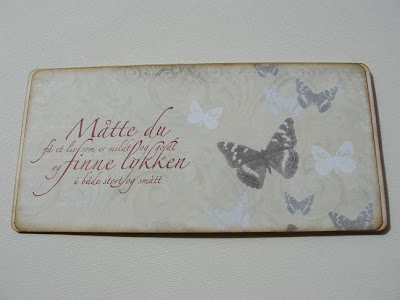 Måtte du
få et liv som er mildt og godt
og finne lykken
i både stort og smått